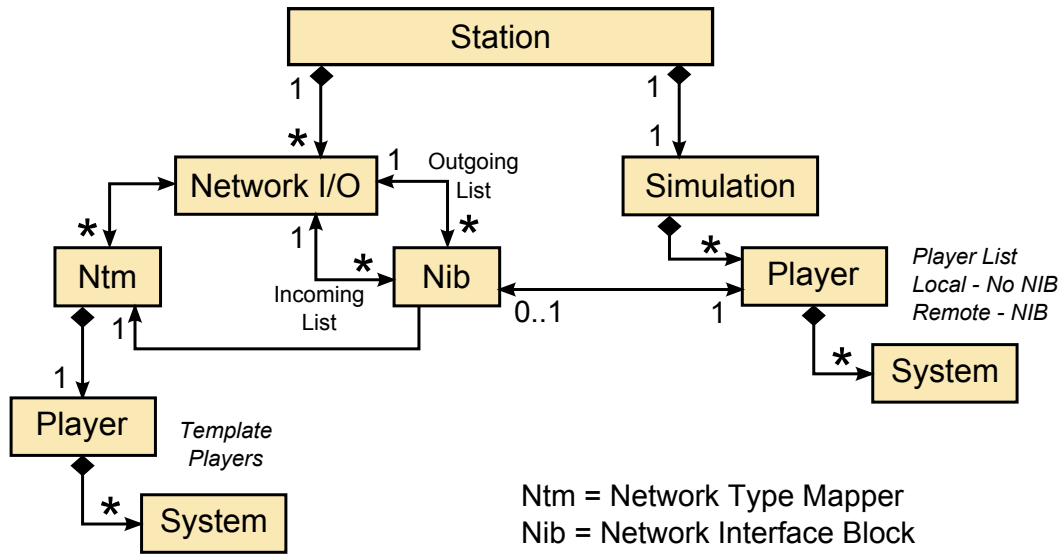 Station
1
1
*
1
Network I/O
1
Outgoing
List
Simulation
*
1
*
*
*
Ntm
Nib
Player
Player List
Local - No NIB
Remote - NIB
Incoming
List
1
0..1
1
*
System
1
Player
Template
Players
*
System
Ntm = Network Type Mapper
Nib = Network Interface Block